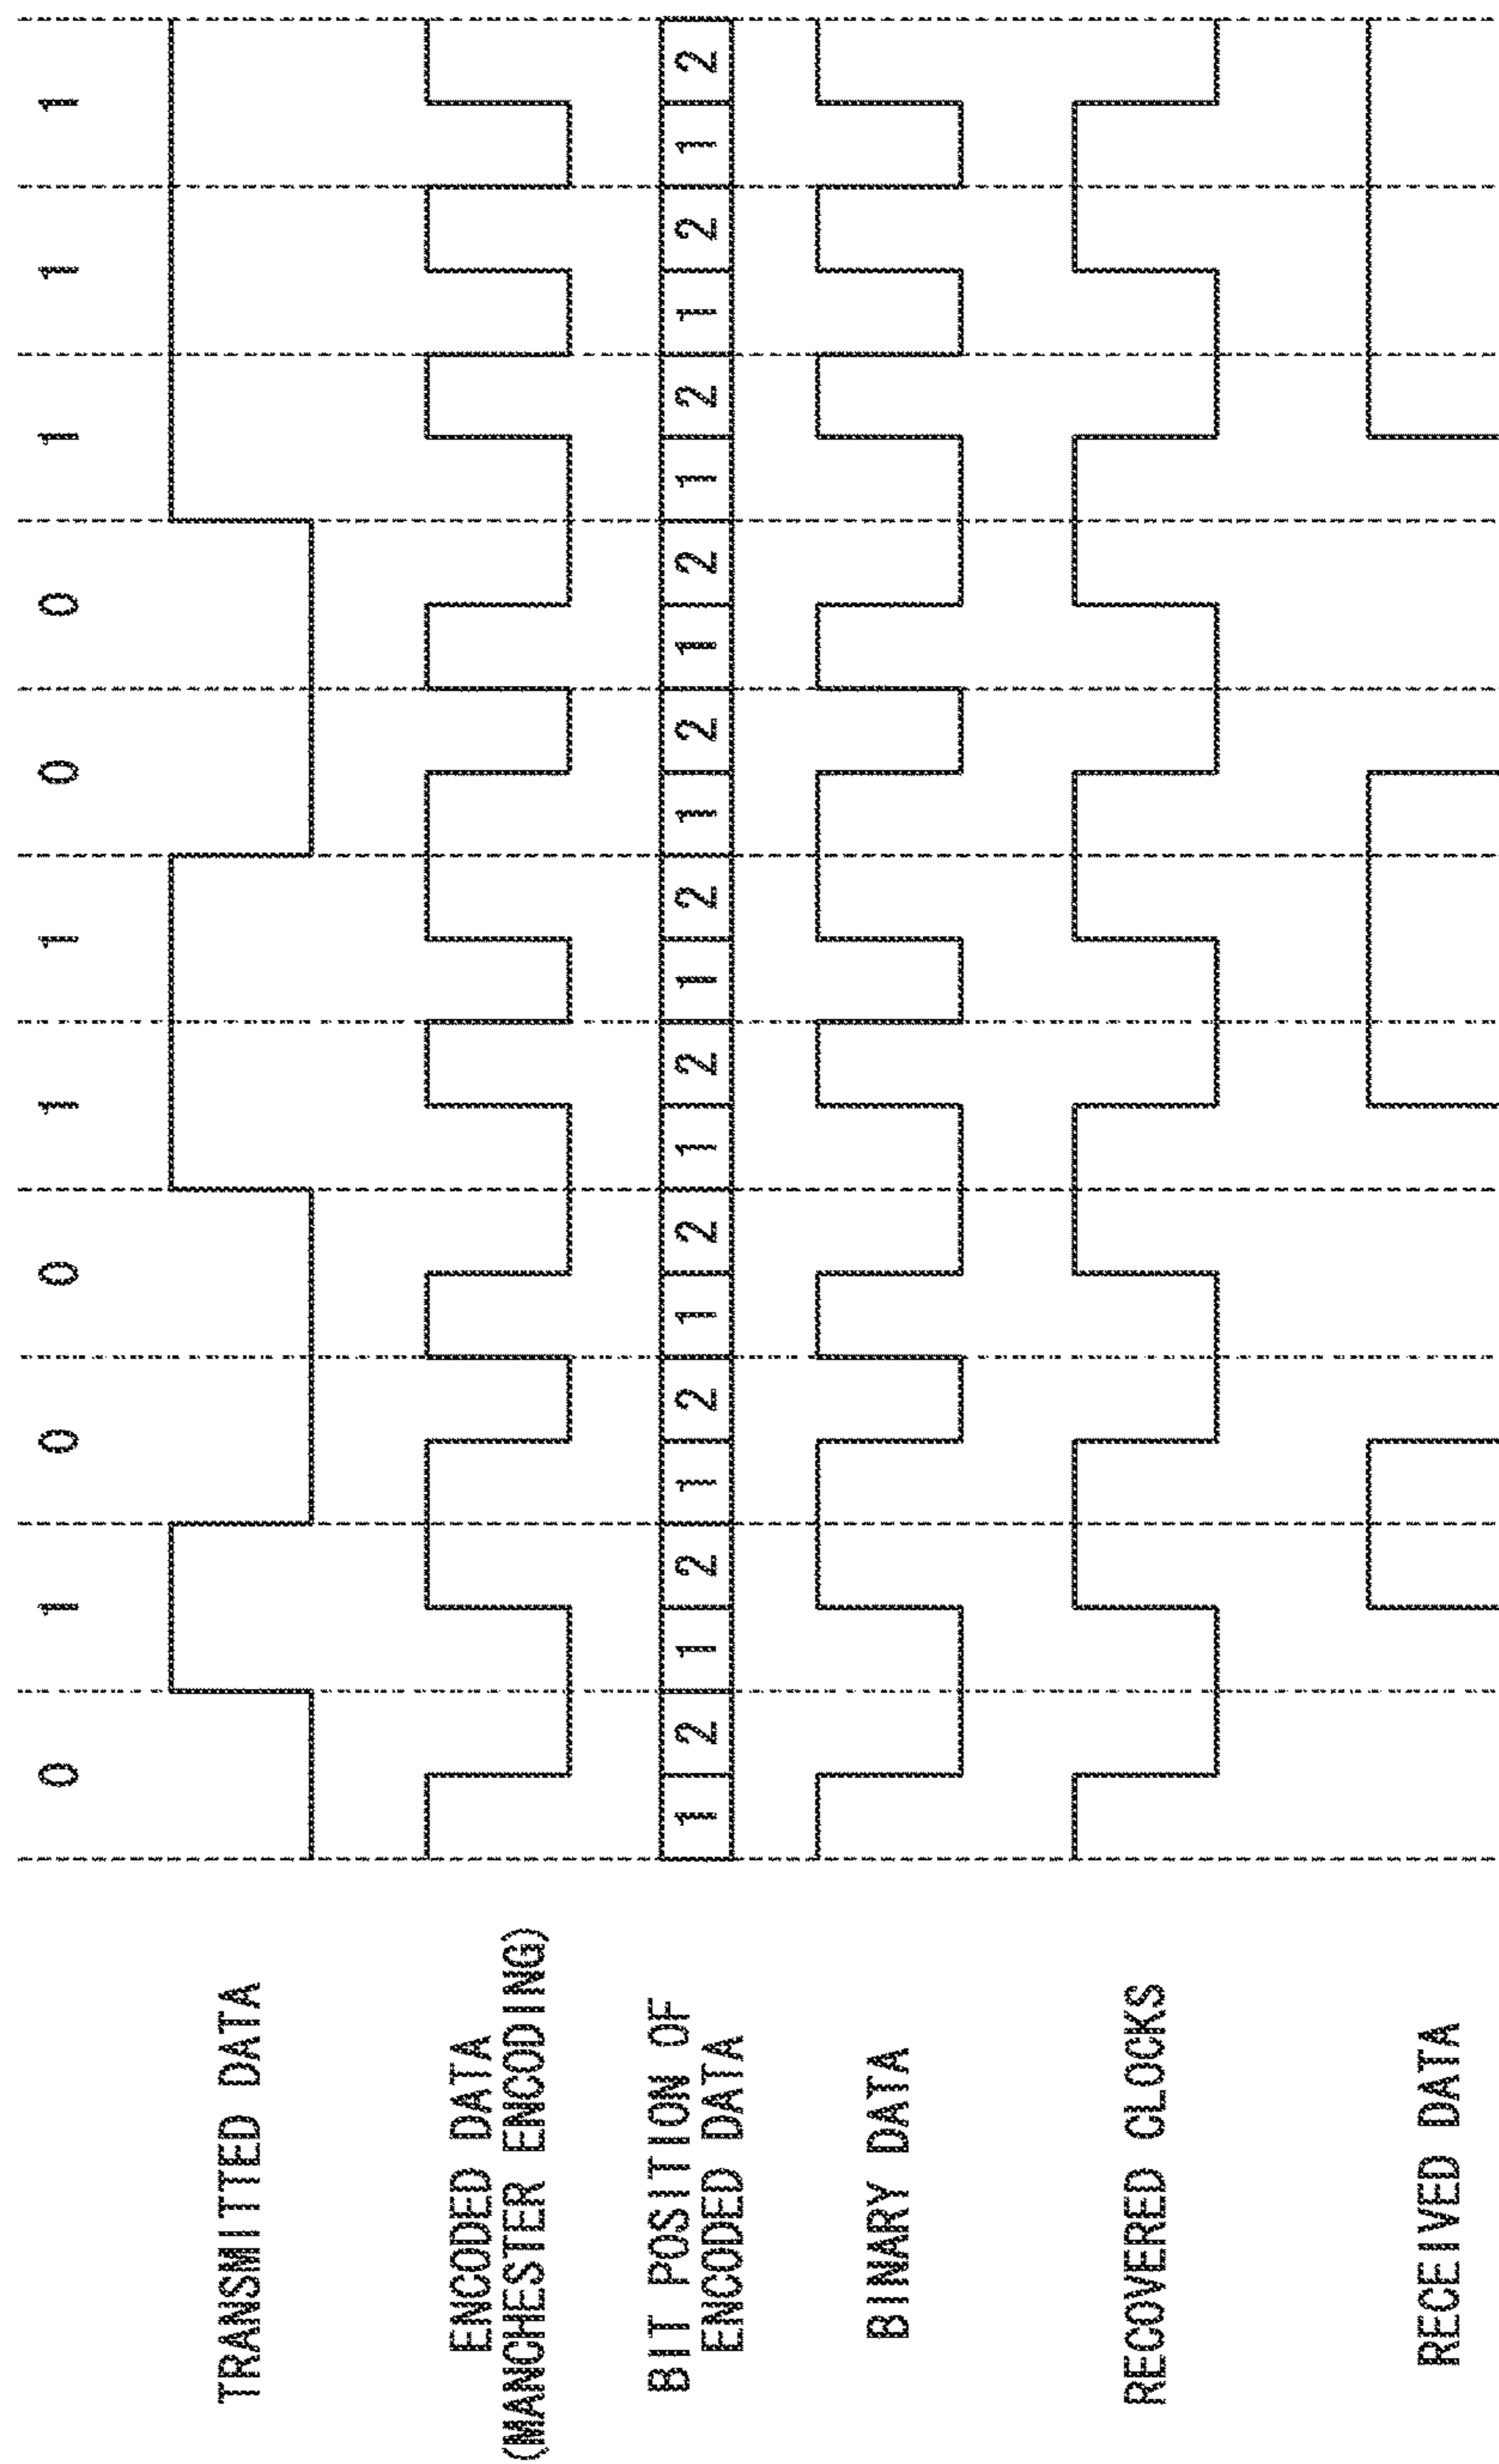 0 1 0 0 1 1 0 0 1 1 1
TRANSMITTED DATA
ENCODED DATA
(MANCHESTER ENCODING)
BIT POSITION OF
ENCODED DATA
1 2 1 2 1 2 1 2 1 2 1 2 1 2 1 2 1 2 1 2 1 2
BINARY DATA
RECOVERED CLOCKS
RECEIVED DATA